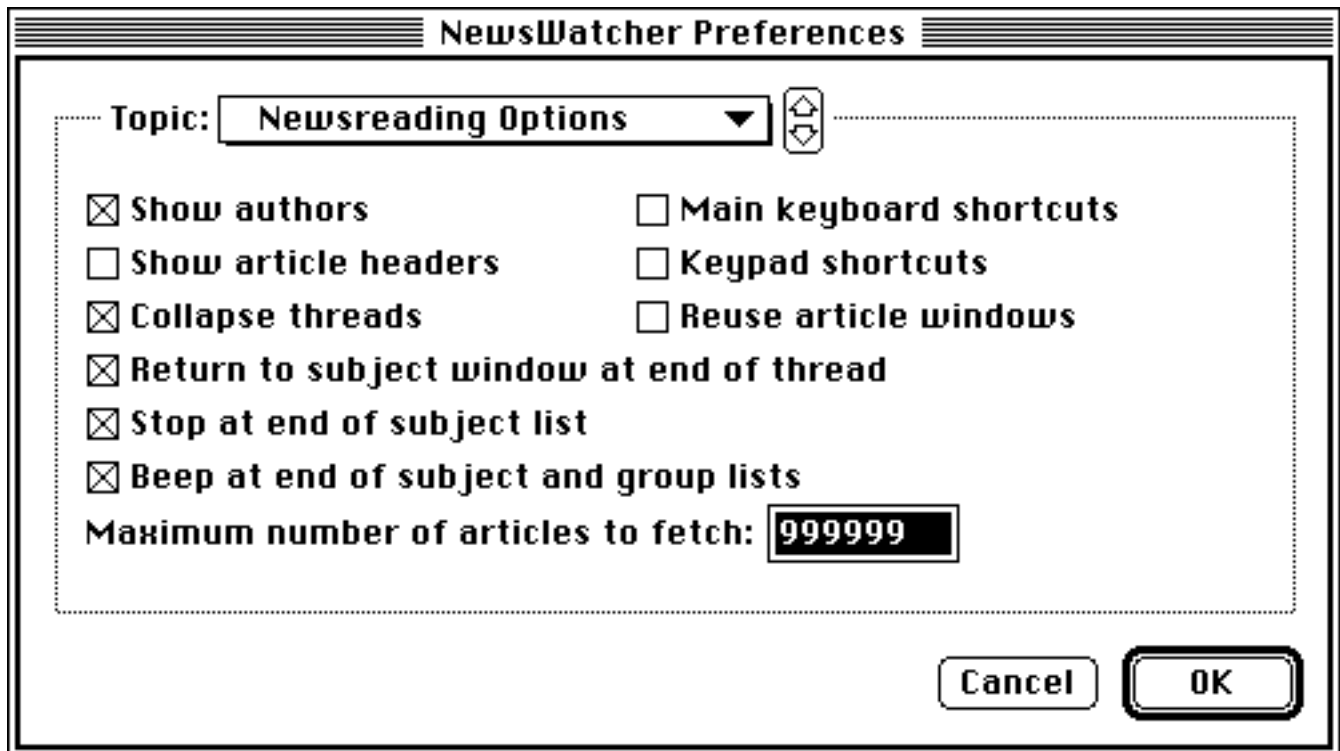 NewsWatcher Preferences
Topic: Newsreading Options
Show authors
Main keyboard shortcuts
Show article headers
Keypad shortcuts
Collapse threads
Reuse article windows
Return to subject window at end of thread
Stop at end of subject list
Beep at end of subject and group lists
Maximum number of articles to fetch: 999999
Cancel
OK